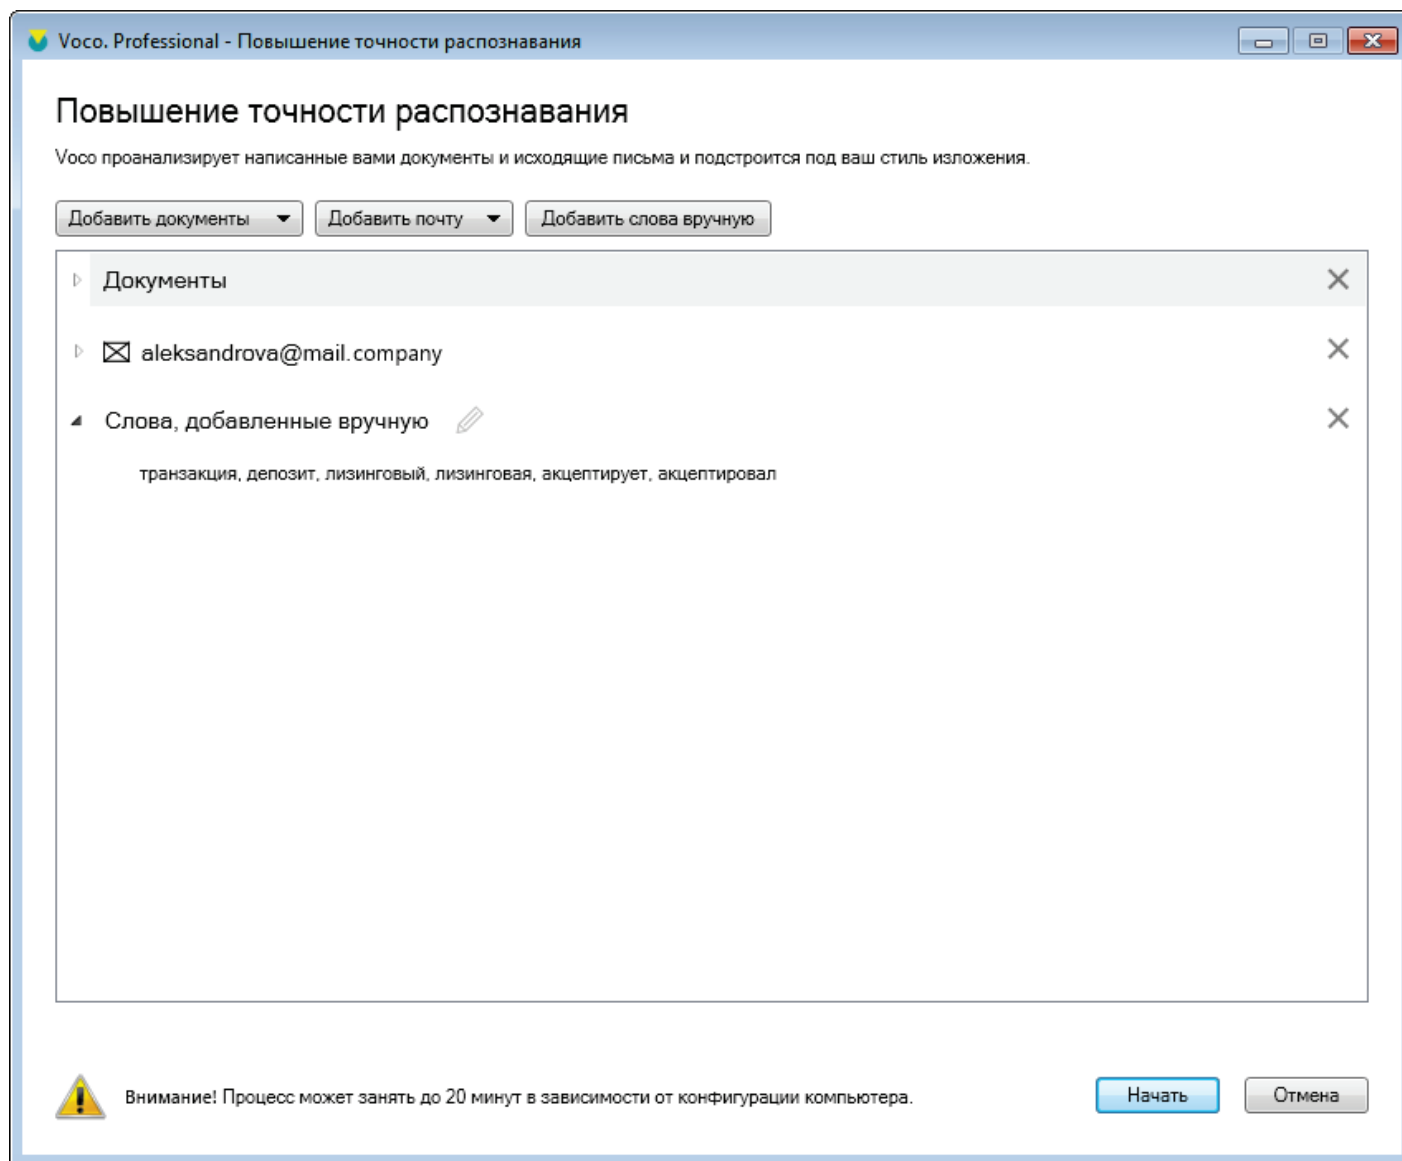 Voco. Professional - Повышение точности распознавания
Повышение точности распознавания
Voco проанализирует написанные вами документы и исходящие письма и подстроится под ваш стиль изложения.
Добавить документы Добавить почту Добавить слова вручную
Документы
aleksandrova@mail.company
Слова, добавленные вручную
транзакция, депозит, лизинговый, лизинговая, акцептирует, акцептировал
Внимание! Процесс может занять до 20 минут в зависимости от конфигурации компьютера. Начать Отмена